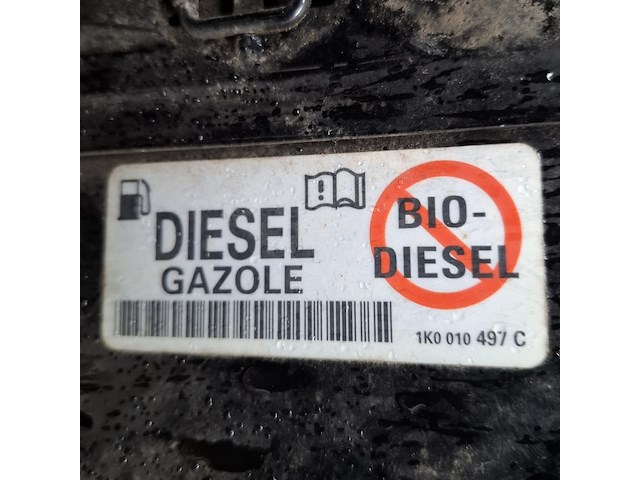 DIESEL
GAZOLE
BIO-
DIESEL
1K0 010 497 C